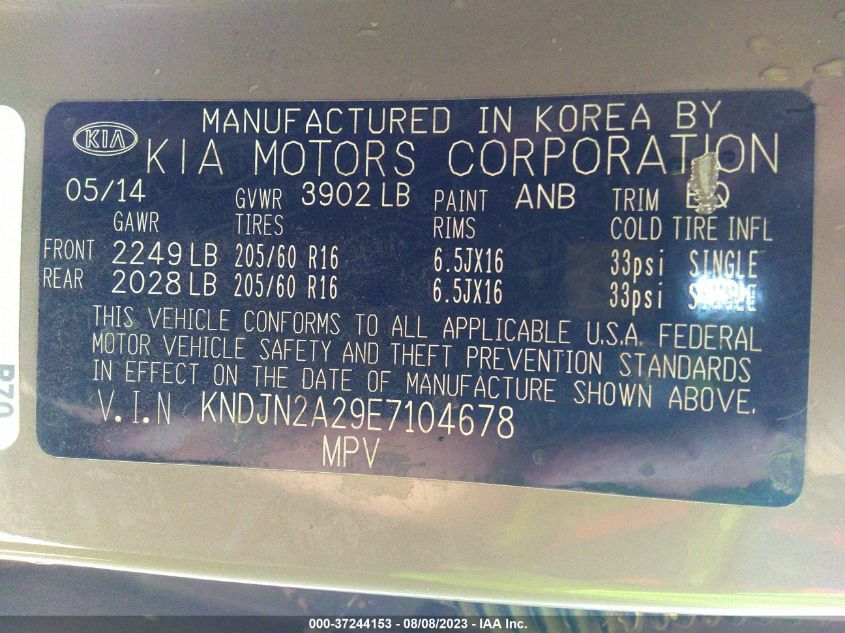 MANUFACTURED IN KOREA BY
KIA KIA MOTORS CORPORATION
05/14 GVWR 3902 LB PAINT ANB TRIM
GAWR TIRES RIMS COLD TIRE INFL
FRONT 2249 LB 205/60 R16 6.5JX16 33psi SINGLE
REAR 2028 LB 205/60 R16 6.5JX16 33psi SINGLE
THIS VEHICLE CONFORMS TO ALL APPLICABLE U.S.A. FEDERAL
MOTOR VEHICLE SAFETY AND THEFT PREVENTION STANDARDS
IN EFFECT ON THE DATE OF MANUFACTURE SHOWN ABOVE.
V.I.N KNDJN2A29E7104678
MPV
000-37244153 - 08/08/2023 - IAA Inc.